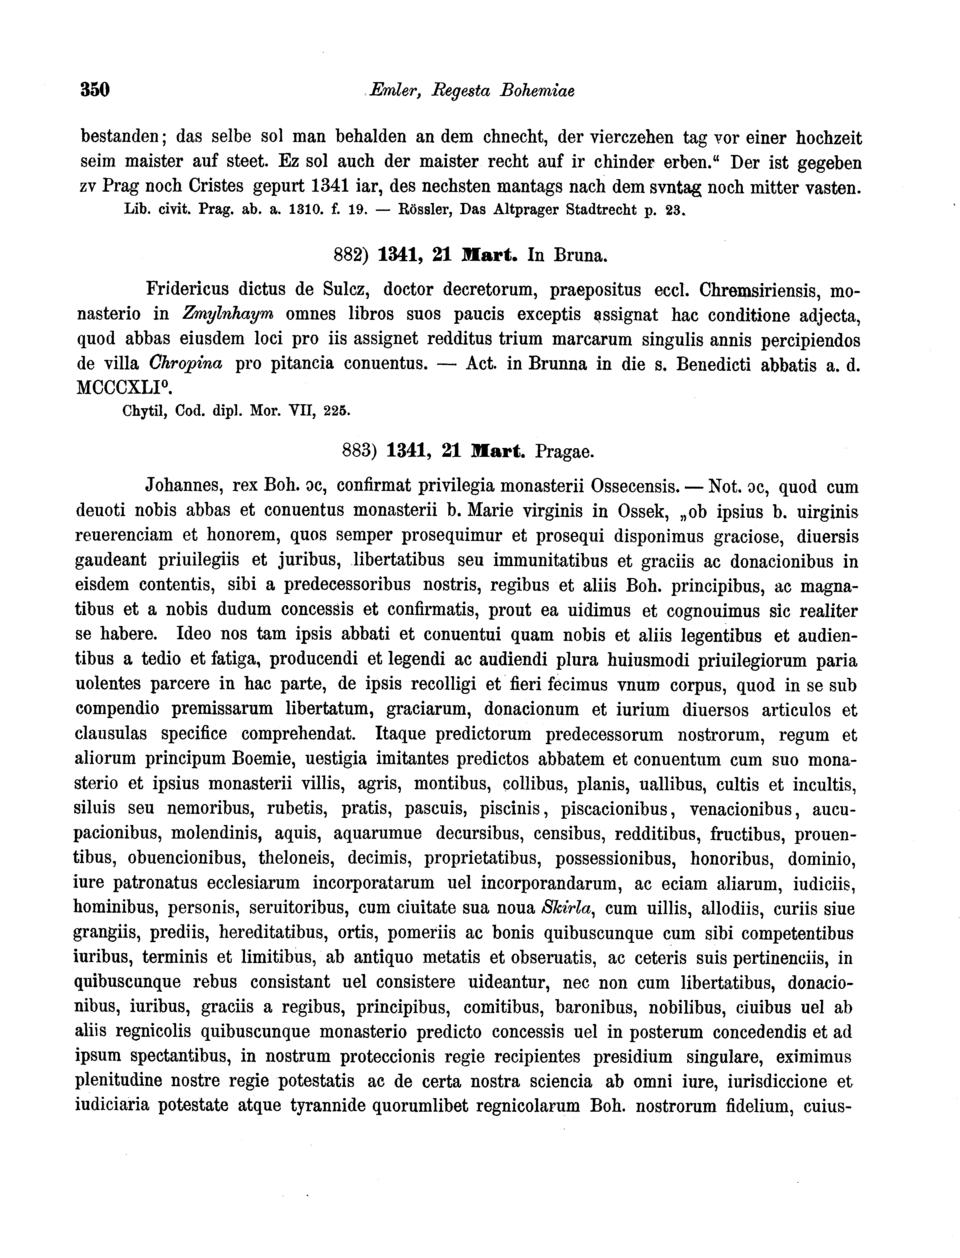 350 Emler, Regesta Bohemiae
bestanden; das selbe sol man behalden an dem chnecht, der vierczehen tag vor einer hochzeit
seim maister auf steet. Ez sol auch der maister recht auf ir chinder erben.“ Der ist gegeben
zv Prag noch Cristes gepurt 1341 iar, des nechsten mantags nach dem svntag noch mitter vasten.
Lib. civit. Prag. ab. a. 1310. f. 19. — Rössler, Das Altprager Stadtrecht p. 23.
882) 1341, 21 Mart. In Bruna.
Fridericus dictus de Sulcz, doctor decretorum, praepositus eccl. Chremsiriensis, mo-
nasterio in Zmylnhaym omnes libros suos paucis exceptis assignat hac conditione adjecta,
quod abbas eiusdem loci pro iis assignet redditus trium marcarum singulis annis percipiendos
de villa Chropina pro pitancia conuentus. — Act. in Brunna in die s. Benedicti abbatis a. d.
MCCCXLI⁰.
Chytil, Cod. dipl. Mor. VII, 225.
883) 1341, 21 Mart. Pragae.
Johannes, rex Boh. ɔc, confirmat privilegia monasterii Ossecensis. — Not. ɔc, quod cum
deuoti nobis abbas et conuentus monasterii b. Marie virginis in Ossek, „ob ipsius b. uirginis
reuerenciam et honorem, quos semper prosequimur et prosequi disponimus graciose, diuersis
gaudeant priuilegiis et juribus, libertatibus seu immunitatibus et graciis ac donacionibus in
eisdem contentis, sibi a predecessoribus nostris, regibus et aliis Boh. principibus, ac magna-
tibus et a nobis dudum concessis et confirmatis, prout ea uidimus et cognouimus sic realiter
se habere. Ideo nos tam ipsis abbati et conuentui quam nobis et aliis legentibus et audien-
tibus a tedio et fatiga, producendi et legendi ac audiendi plura huiusmodi priuilegiorum paria
uolentes parcere in hac parte, de ipsis recolligi et fieri fecimus vnum corpus, quod in se sub
compendio premissarum libertatum, graciarum, donacionum et iurium diuersos articulos et
clausulas specifice comprehendat. Itaque predictorum predecessorum nostrorum, regum et
aliorum principum Boemie, uestigia imitantes predictos abbatem et conuentum cum suo mona-
sterio et ipsius monasterii villis, agris, montibus, collibus, planis, uallibus, cultis et incultis,
siluis seu nemoribus, rubetis, pratis, pascuis, piscinis, piscacionibus, venacionibus, aucu-
pacionibus, molendinis, aquis, aquarumue decursibus, censibus, redditibus, fructibus, prouen-
tibus, obuencionibus, theloneis, decimis, proprietatibus, possessionibus, honoribus, dominio,
iure patronatus ecclesiarum incorporatarum uel incorporandarum, ac eciam aliarum, iudiciis,
hominibus, personis, seruitoribus, cum ciuitate sua noua Skirla, cum uillis, allodiis, curiis siue
grangiis, prediis, hereditatibus, ortis, pomeriis ac bonis quibuscunque cum sibi competentibus
iuribus, terminis et limitibus, ab antiquo metatis et obseruatis, ac ceteris suis pertinenciis, in
quibuscunque rebus consistant uel consistere uideantur, nec non cum libertatibus, donacio-
nibus, iuribus, graciis a regibus, principibus, comitibus, baronibus, nobilibus, ciuibus uel ab
aliis regnicolis quibuscunque monasterio predicto concessis uel in posterum concedendis et ad
ipsum spectantibus, in nostrum proteccionis regie recipientes presidium singulare, eximimus
plenitudine nostre regie potestatis ac de certa nostra sciencia ab omni iure, iurisdiccione et
iudiciaria potestate atque tyrannide quorumlibet regnicolarum Boh. nostrorum fidelium, cuius-